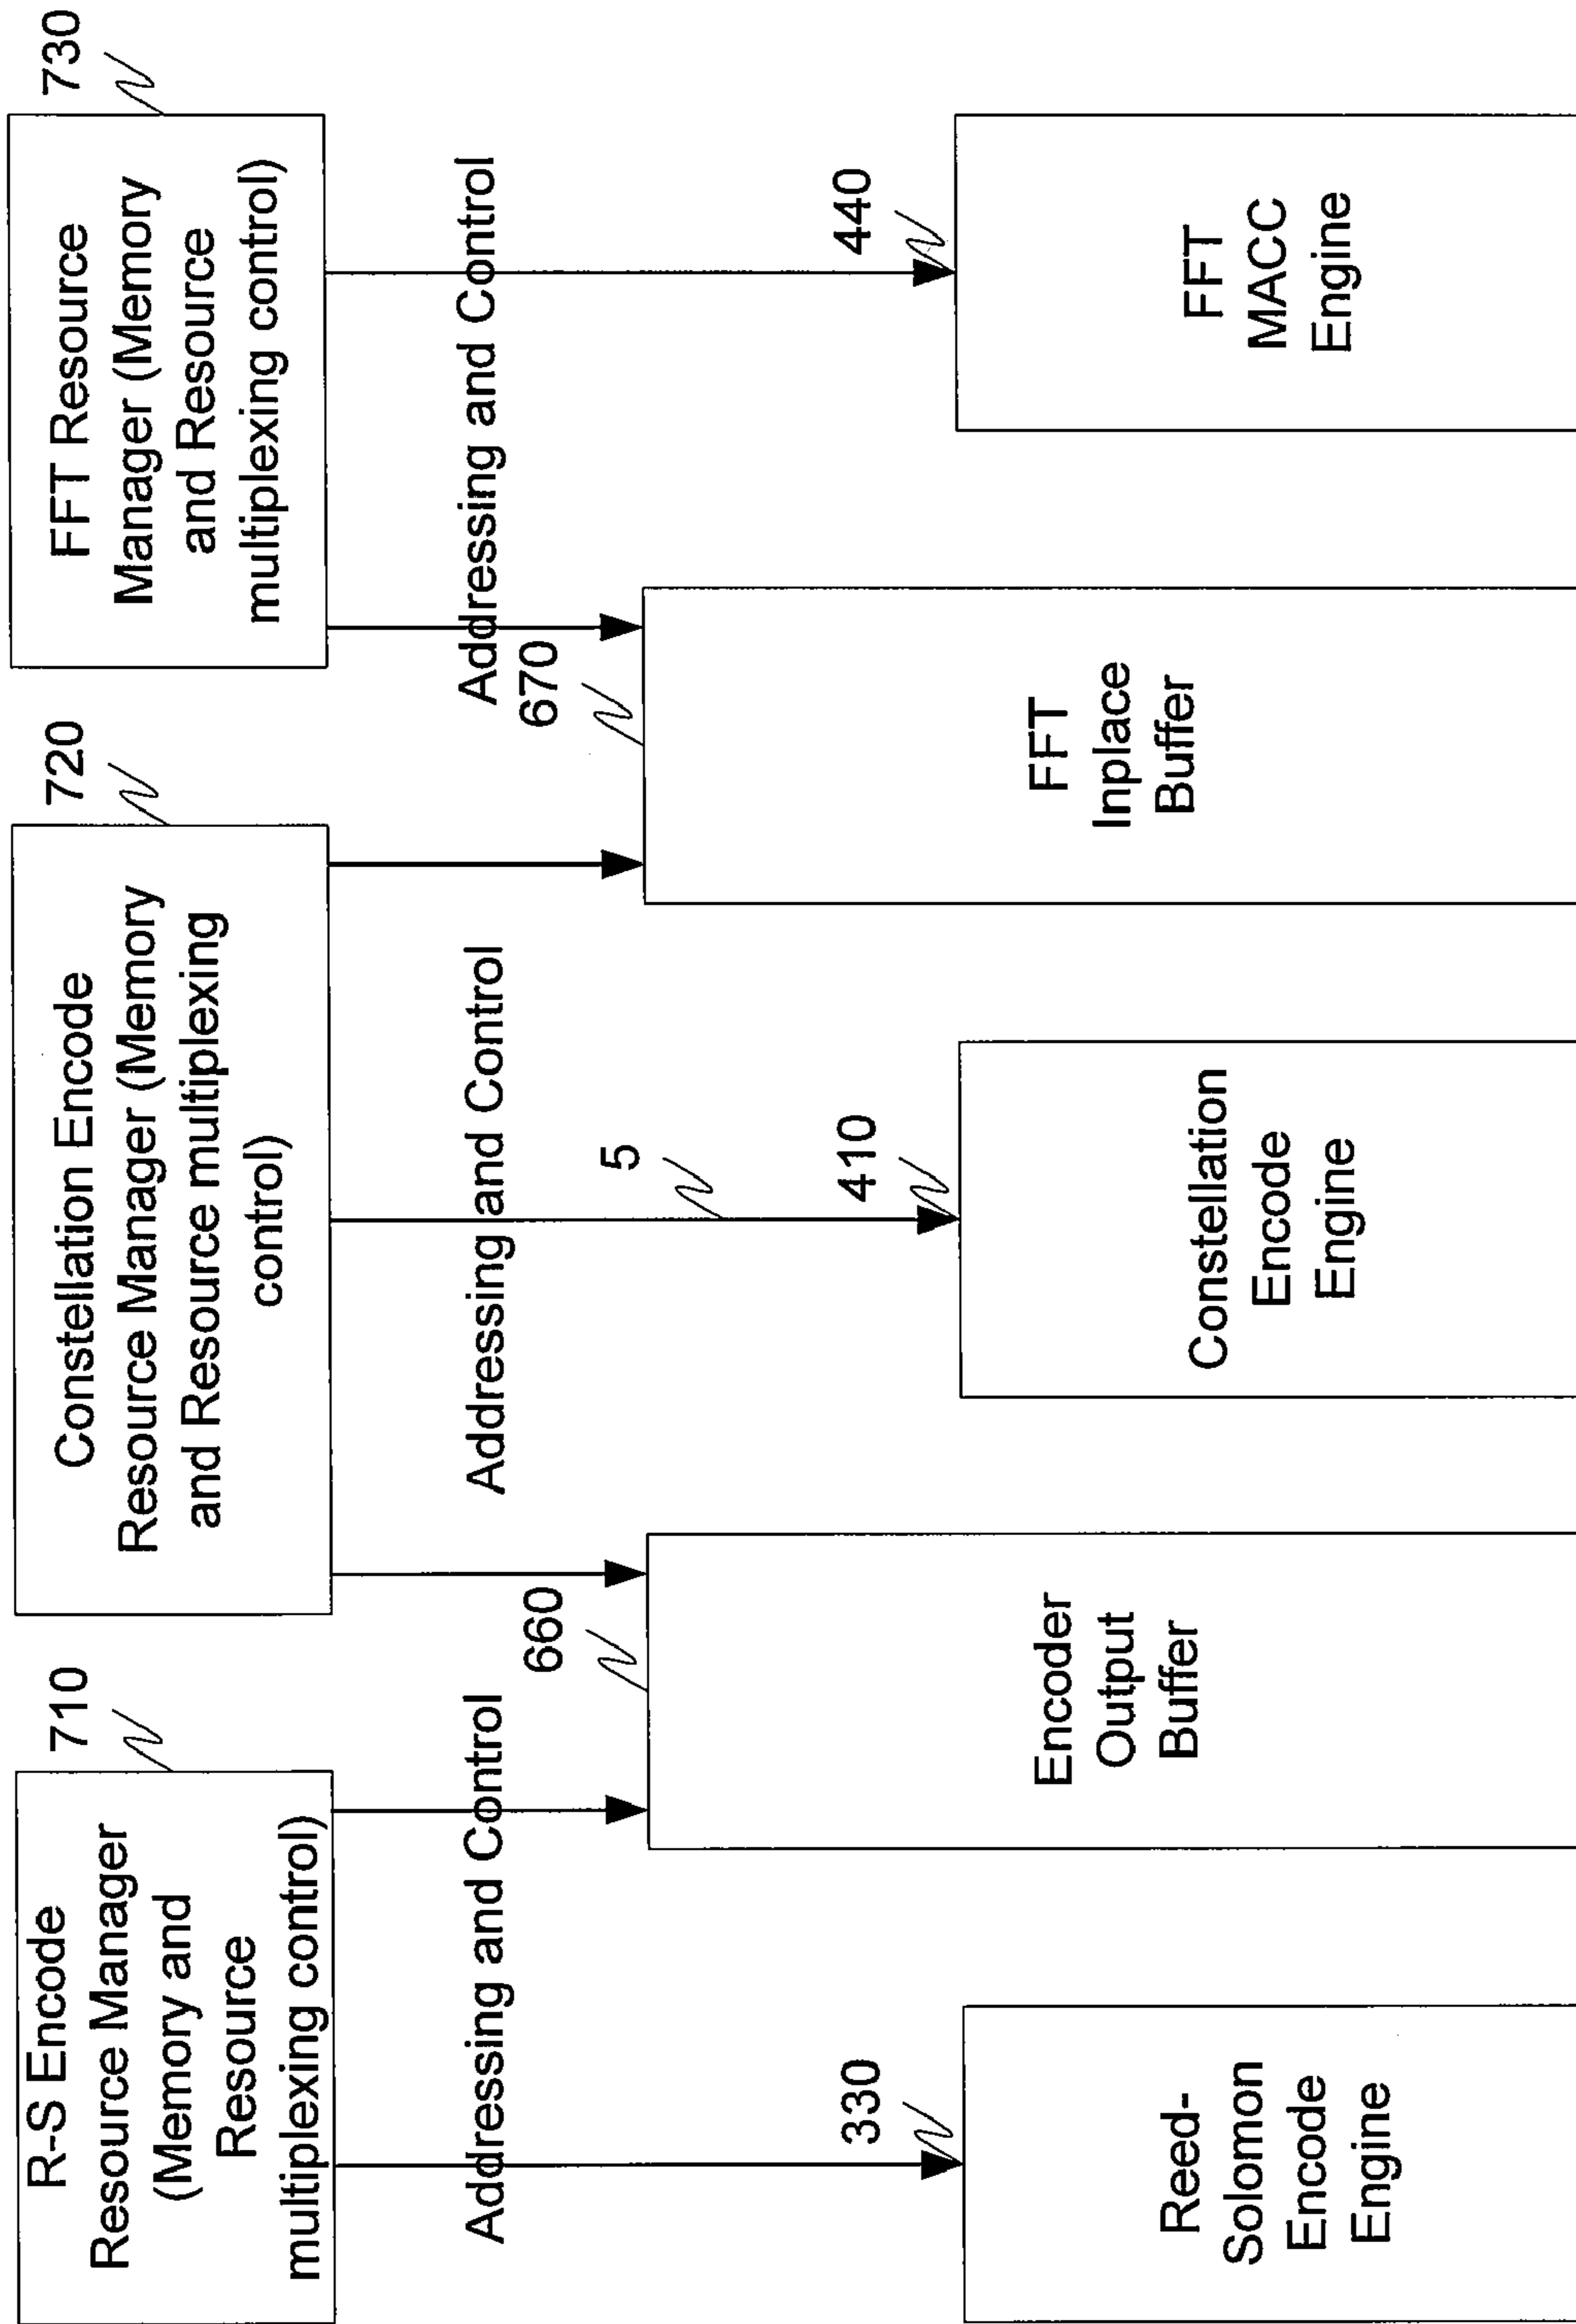 R-S Encode
Resource Manager
(Memory and
Resource
multiplexing control)
710
Constellation Encode
Resource Manager (Memory
and Resource multiplexing
control)
720
FFT Resource
Manager (Memory
and Resource
multiplexing control)
730
Addressing and Control
Addressing and Control
Addressing and Control
660
670
5
330
410
440
Reed-
Solomon
Encode
Engine
Encoder
Output
Buffer
Constellation
Encode
Engine
FFT
Inplace
Buffer
FFT
MACC
Engine